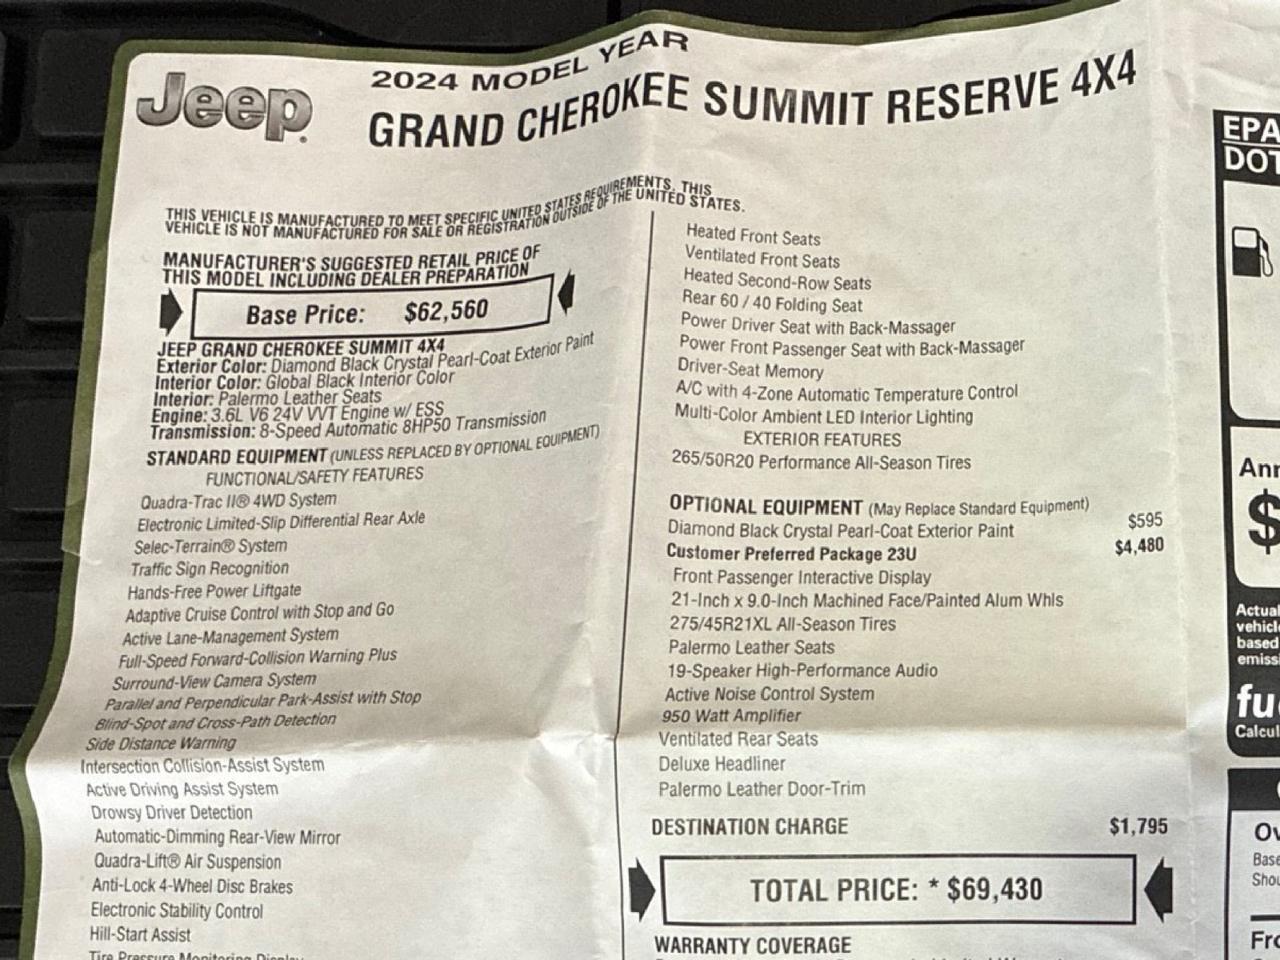 Jeep
2024 MODEL YEAR
GRAND CHEROKEE SUMMIT RESERVE 4X4
THIS VEHICLE IS MANUFACTURED TO MEET SPECIFIC UNITED STATES REQUIREMENTS. THIS
VEHICLE IS NOT MANUFACTURED FOR SALE OR REGISTRATION OUTSIDE OF THE UNITED STATES.
MANUFACTURER'S SUGGESTED RETAIL PRICE OF
THIS MODEL INCLUDING DEALER PREPARATION
Base Price: $62,560
JEEP GRAND CHEROKEE SUMMIT 4X4
Exterior Color: Diamond Black Crystal Pearl-Coat Exterior Paint
Interior Color: Global Black Interior Color
Interior: Palermo Leather Seats
Engine: 3.6L V6 24V VVT Engine w/ ESS
Transmission: 8-Speed Automatic 8HP50 Transmission
STANDARD EQUIPMENT (UNLESS REPLACED BY OPTIONAL EQUIPMENT)
FUNCTIONAL/SAFETY FEATURES
Quadra-Trac II® 4WD System
Electronic Limited-Slip Differential Rear Axle
Selec-Terrain® System
Traffic Sign Recognition
Hands-Free Power Liftgate
Adaptive Cruise Control with Stop and Go
Active Lane-Management System
Full-Speed Forward-Collision Warning Plus
Surround-View Camera System
Parallel and Perpendicular Park-Assist with Stop
Blind-Spot and Cross-Path Detection
Side Distance Warning
Intersection Collision-Assist System
Active Driving Assist System
Drowsy Driver Detection
Automatic-Dimming Rear-View Mirror
Quadra-Lift® Air Suspension
Anti-Lock 4-Wheel Disc Brakes
Electronic Stability Control
Hill-Start Assist
Tire Pressure Monitoring Display
Heated Front Seats
Ventilated Front Seats
Heated Second-Row Seats
Rear 60 / 40 Folding Seat
Power Driver Seat with Back-Massager
Power Front Passenger Seat with Back-Massager
Driver-Seat Memory
A/C with 4-Zone Automatic Temperature Control
Multi-Color Ambient LED Interior Lighting
EXTERIOR FEATURES
265/50R20 Performance All-Season Tires
OPTIONAL EQUIPMENT (May Replace Standard Equipment)
Diamond Black Crystal Pearl-Coat Exterior Paint $595
Customer Preferred Package 23U $4,480
Front Passenger Interactive Display
21-Inch x 9.0-Inch Machined Face/Painted Alum Whls
275/45R21XL All-Season Tires
Palermo Leather Seats
19-Speaker High-Performance Audio
Active Noise Control System
950 Watt Amplifier
Ventilated Rear Seats
Deluxe Headliner
Palermo Leather Door-Trim
DESTINATION CHARGE $1,795
TOTAL PRICE: * $69,430
WARRANTY COVERAGE
EPA
DOT
Ann
$
Actual
vehicle
based
emiss
fu
Calcul
Ov
Base
Shou
Fro